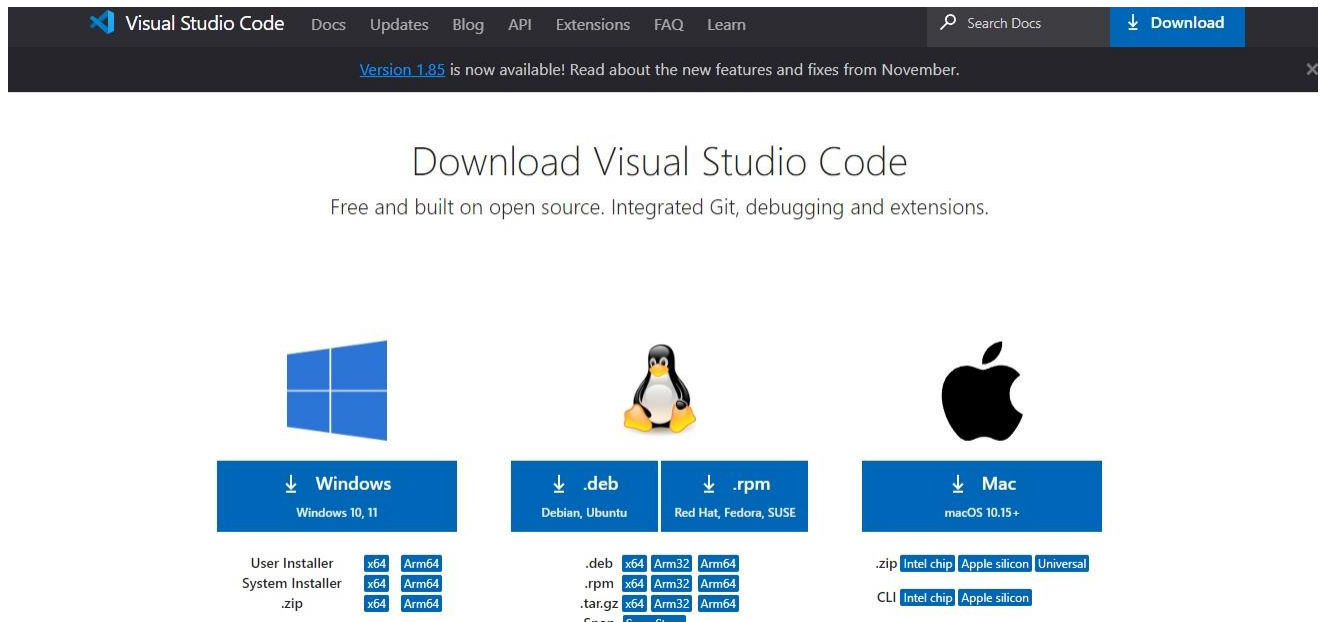 Visual Studio Code Docs Updates Blog API Extensions FAQ Learn Search Docs Download
Version 1.85 is now available! Read about the new features and fixes from November.
Download Visual Studio Code
Free and built on open source. Integrated Git, debugging and extensions.
Windows
Windows 10, 11
User Installer x64 Arm64
System Installer x64 Arm64
.zip x64 Arm64
.deb .rpm
Debian, Ubuntu Red Hat, Fedora, SUSE
.deb x64 Arm32 Arm64
.rpm x64 Arm32 Arm64
.tar.gz x64 Arm32 Arm64
Mac
macOS 10.15+
.zip Intel chip Apple silicon Universal
CLI Intel chip Apple silicon